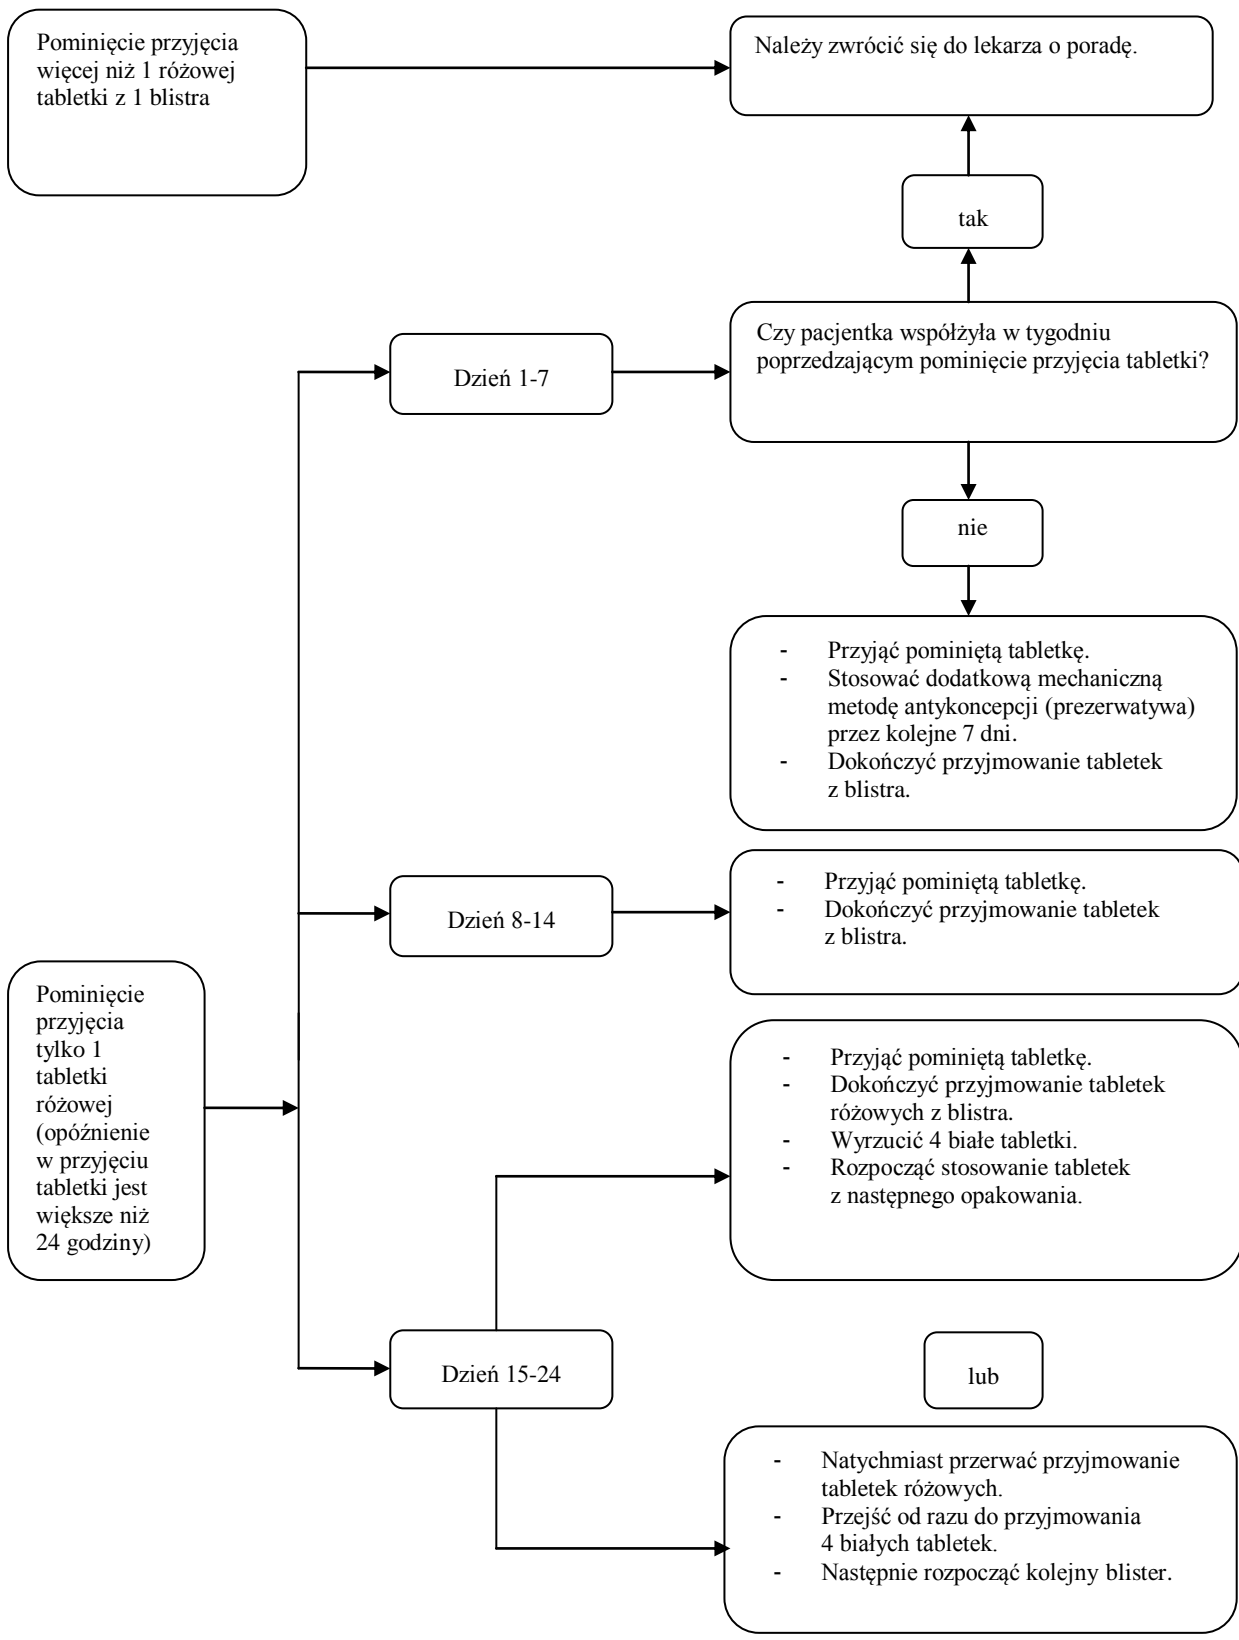 Pominięcie przyjęcia
więcej niż 1 różowej
tabletki z 1 blistra
Należy zwrócić się do lekarza o poradę.
tak
Czy pacjentka współżyła w tygodniu
poprzedzającym pominięcie przyjęcia tabletki?
Dzień 1-7
nie
- Przyjąć pominiętą tabletkę.
- Stosować dodatkową mechaniczną
metodę antykoncepcji (prezerwatywa)
przez kolejne 7 dni.
- Dokończyć przyjmowanie tabletek
z blistra.
Dzień 8-14
- Przyjąć pominiętą tabletkę.
- Dokończyć przyjmowanie tabletek
z blistra.
Pominięcie
przyjęcia
tylko 1
tabletki
różowej
(opóźnienie
w przyjęciu
tabletki jest
większe niż
24 godziny)
- Przyjąć pominiętą tabletkę.
- Dokończyć przyjmowanie tabletek
różowych z blistra.
- Wyrzucić 4 białe tabletki.
- Rozpocząć stosowanie tabletek
z następnego opakowania.
Dzień 15-24
lub
- Natychmiast przerwać przyjmowanie
tabletek różowych.
- Przejść od razu do przyjmowania
4 białych tabletek.
- Następnie rozpocząć kolejny blister.